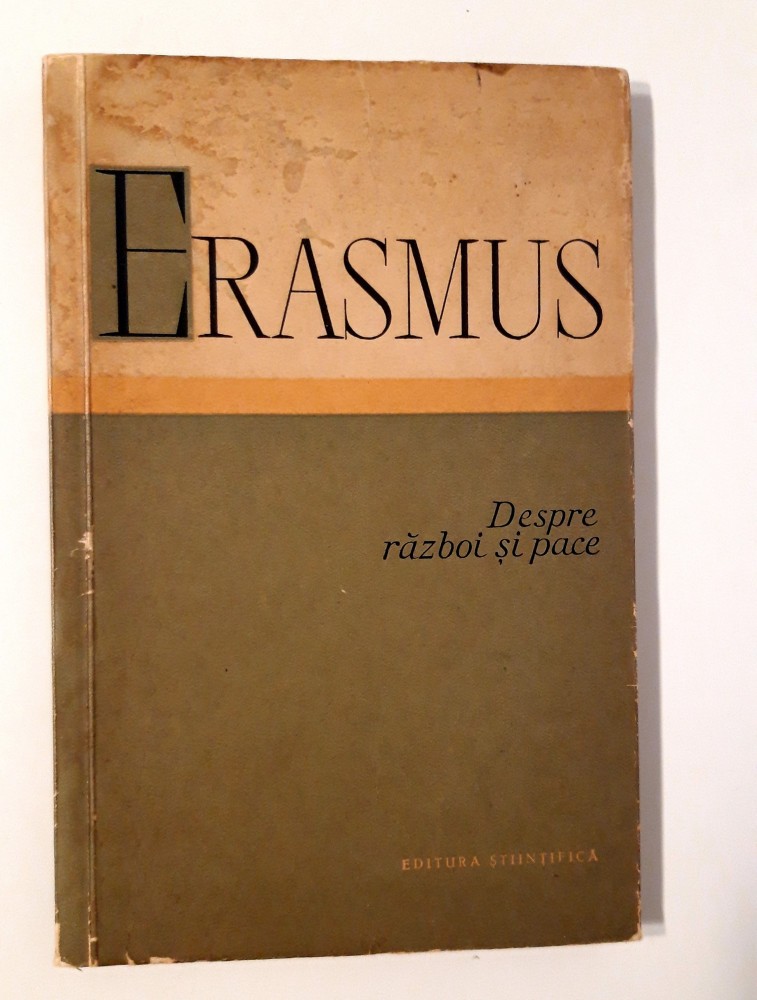 ERASMUS
Despre
război și pace
EDITURA ȘTIINȚIFICĂ